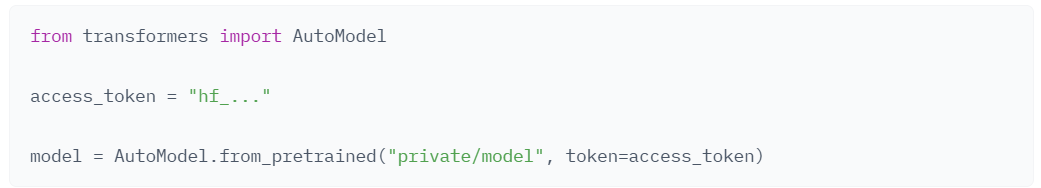 from transformers import AutoModel
access_token = "hf_..."
model = AutoModel.from_pretrained("private/model", token=access_token)